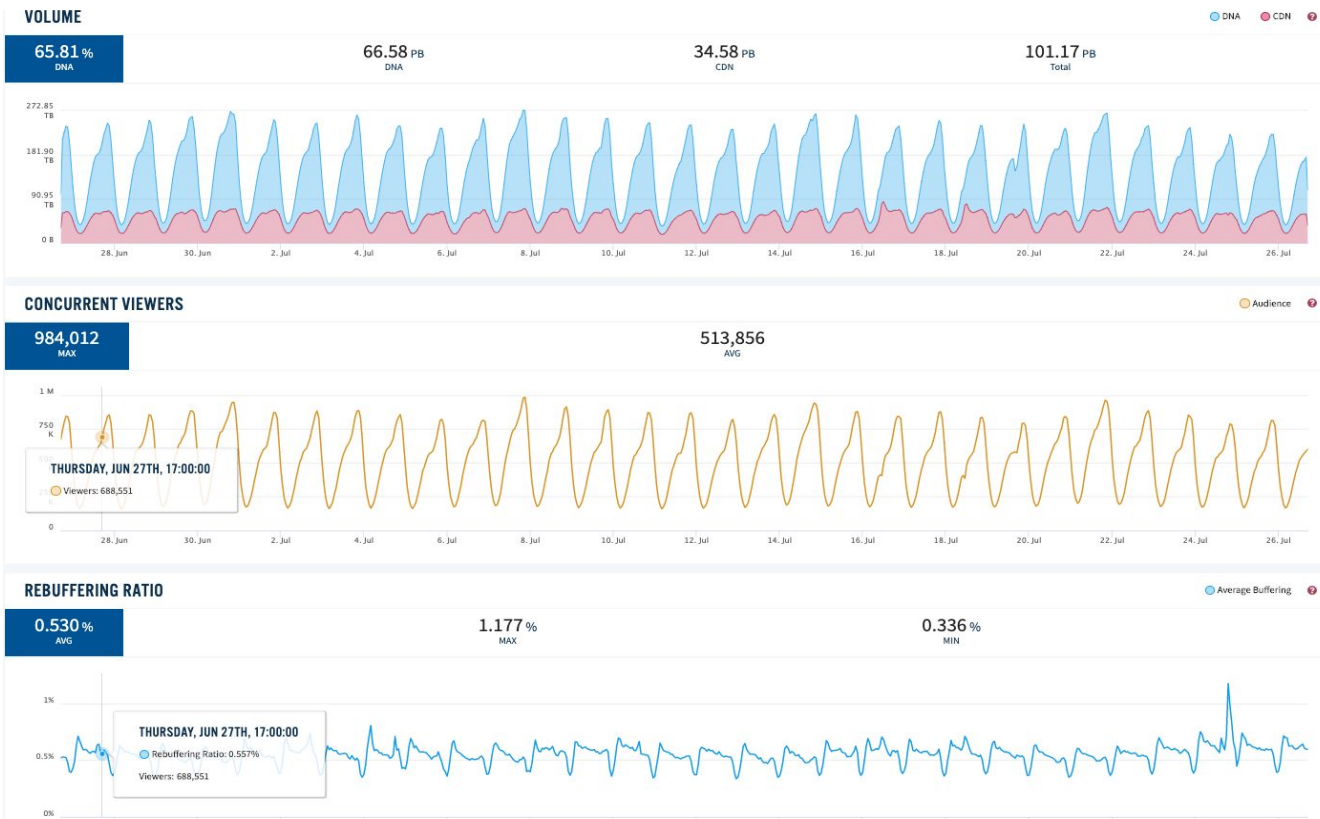 VOLUME
DNA CDN ?
65.81 % 66.58 PB 34.58 PB 101.17 PB
DNA DNA CDN Total
272.85
TB
181.90
TB
90.95
TB
0 B
28. Jun 30. Jun 2. Jul 4. Jul 6. Jul 8. Jul 10. Jul 12. Jul 14. Jul 16. Jul 18. Jul 20. Jul 22. Jul 24. Jul 26. Jul
CONCURRENT VIEWERS
Audience ?
984,012 513,856
MAX AVG
1 M
750
K
500
THURSDAY, JUN 27TH, 17:00:00
Viewers: 688,551
0
28. Jun 30. Jun 2. Jul 4. Jul 6. Jul 8. Jul 10. Jul 12. Jul 14. Jul 16. Jul 18. Jul 20. Jul 22. Jul 24. Jul 26. Jul
REBUFFERING RATIO
Average Buffering ?
0.530 % 1.177 % 0.336 %
AVG MAX MIN
1%
THURSDAY, JUN 27TH, 17:00:00
0.5%
Rebuffering Ratio: 0.557%
Viewers: 688,551
0%